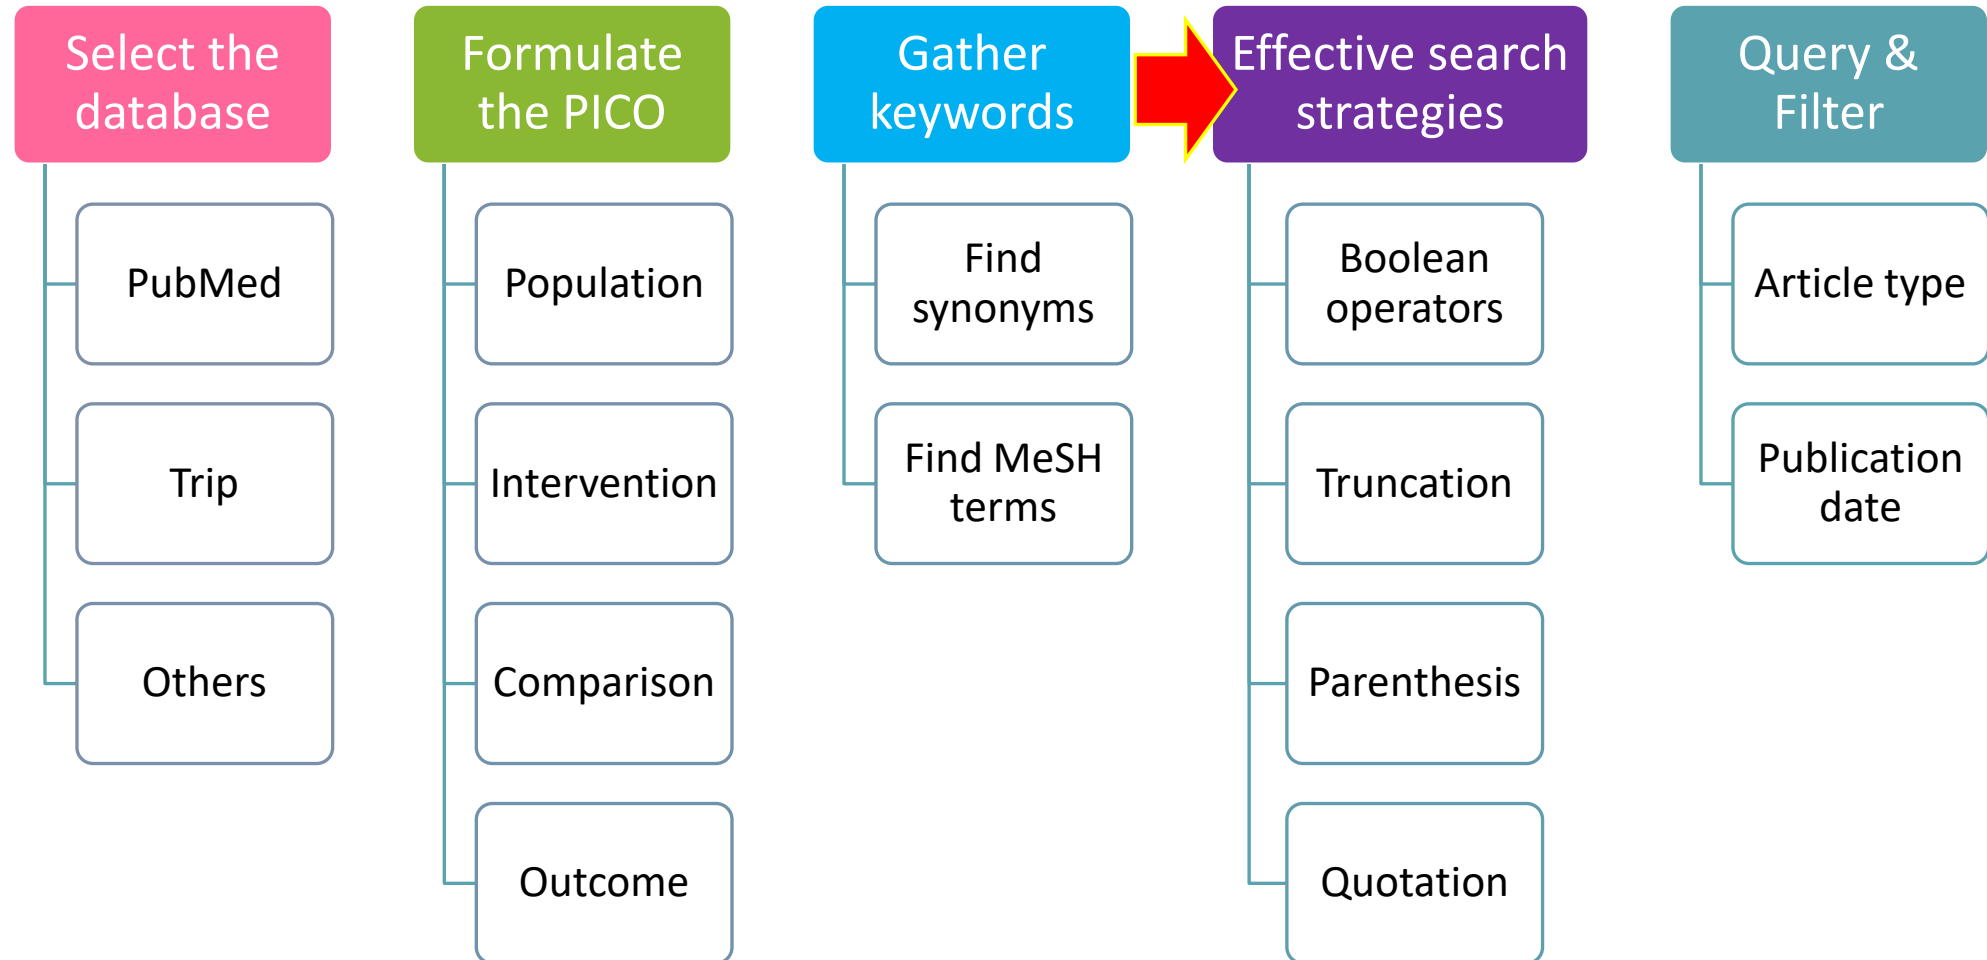 Select the
database
PubMed
Trip
Others
Formulate
the PICO
Population
Intervention
Comparison
Outcome
Gather
keywords
Find
synonyms
Find MeSH
terms
Effective search
strategies
Boolean
operators
Truncation
Parenthesis
Quotation
Query &
Filter
Article type
Publication
date